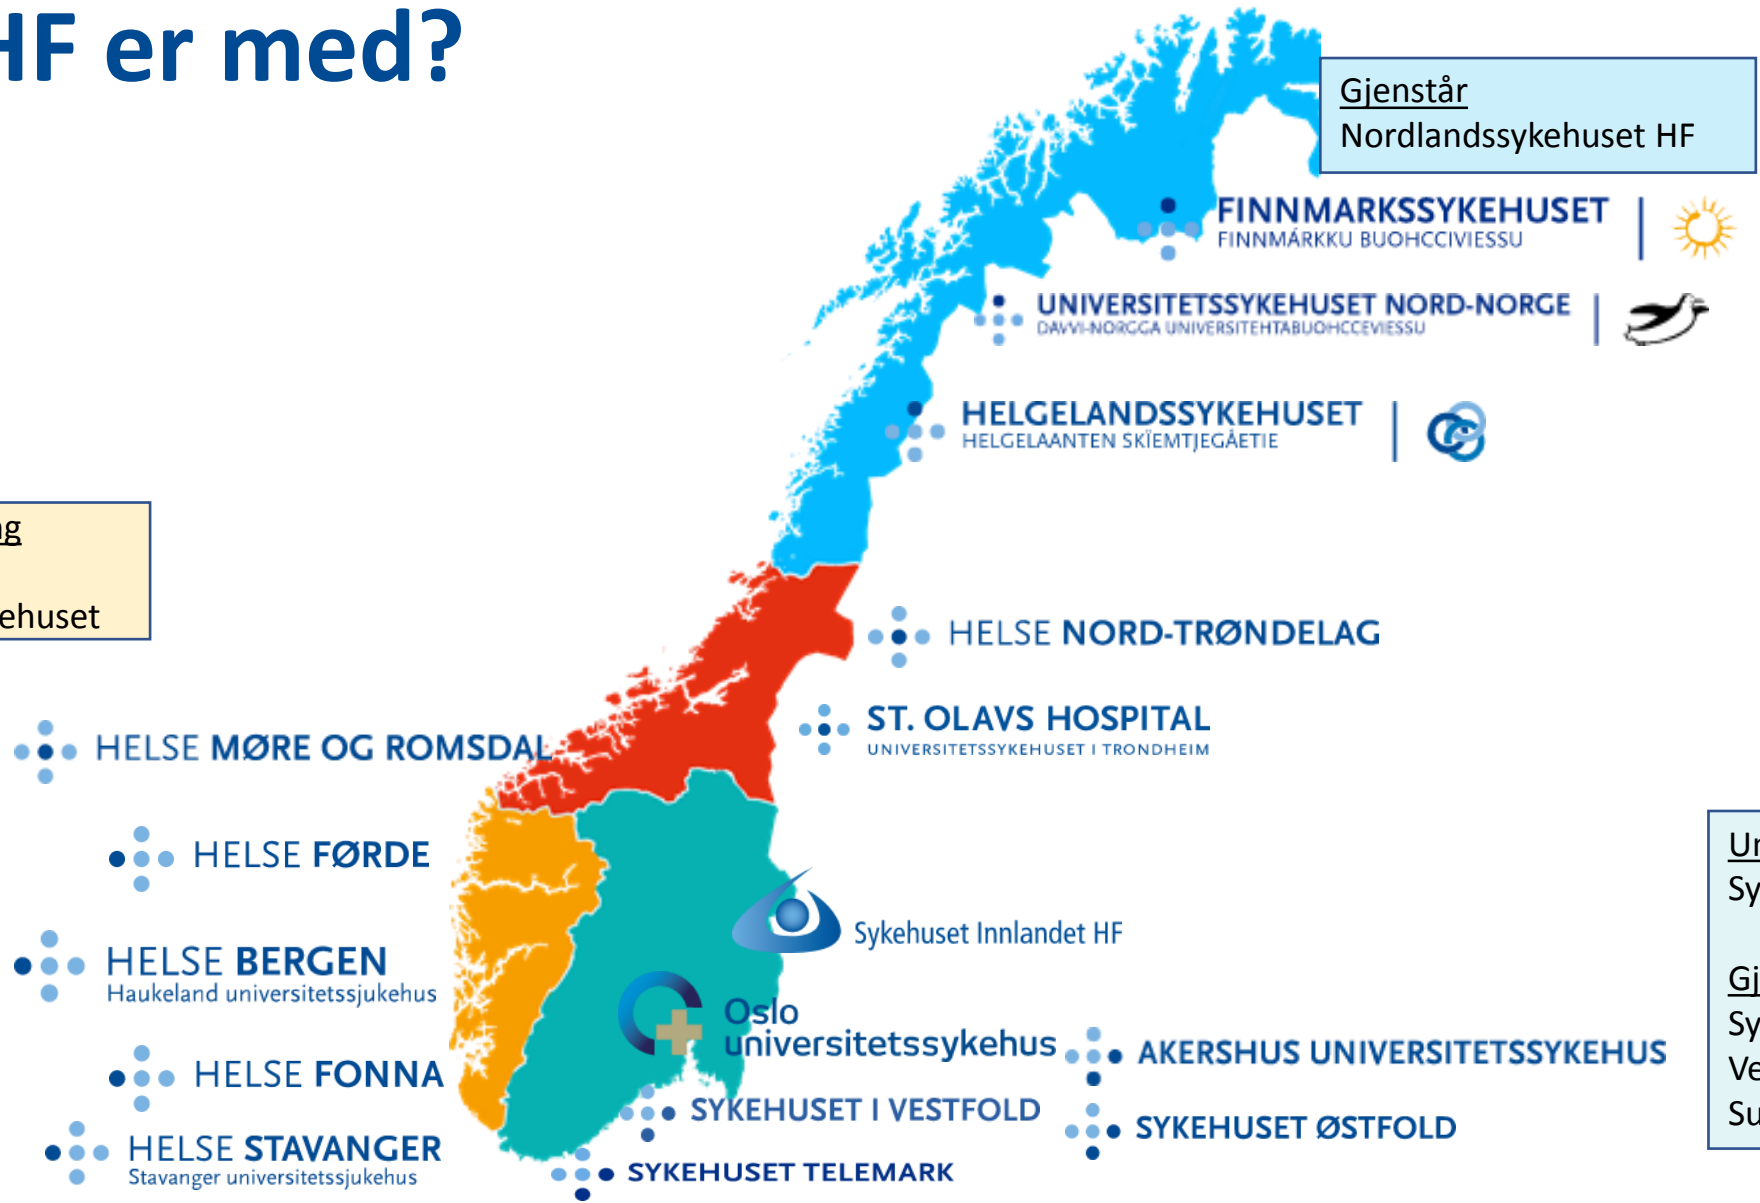 HF er med?
Gjenstår
Nordlandssykehuset HF
FINNMARKSSYKEHUSET
FINNMÁRKKU BUOHCCIVIESSU
UNIVERSITETSSYKEHUSET NORD-NORGE
DAVVI-NORGGA UNIVERSITEHTABUOHCCEVIESSU
HELGELANDSSYKEHUSET
HELGELAANTEN SKÏEMTJEGÅETIE
HELSE NORD-TRØNDELAG
ST. OLAVS HOSPITAL
UNIVERSITETSSYKEHUSET I TRONDHEIM
HELSE MØRE OG ROMSDAL
HELSE FØRDE
HELSE BERGEN
Haukeland universitetssjukehus
HELSE FONNA
HELSE STAVANGER
Stavanger universitetssjukehus
Sykehuset Innlandet HF
Oslo
universitetssykehus
AKERSHUS UNIVERSITETSSYKEHUS
SYKEHUSET I VESTFOLD
SYKEHUSET ØSTFOLD
SYKEHUSET TELEMARK